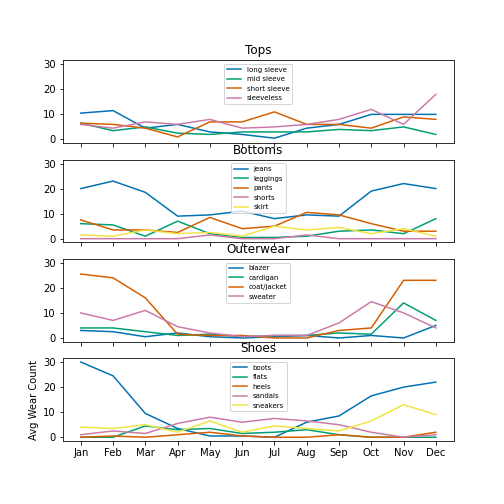 Tops
30
20
10
0
long sleeve
mid sleeve
short sleeve
sleeveless
Bottoms
30
20
10
0
jeans
leggings
pants
shorts
skirt
Outerwear
30
20
10
0
blazer
cardigan
coat/jacket
sweater
Shoes
30
20
10
0
boots
flats
heels
sandals
sneakers
Avg Wear Count
Jan Feb Mar Apr May Jun Jul Aug Sep Oct Nov Dec